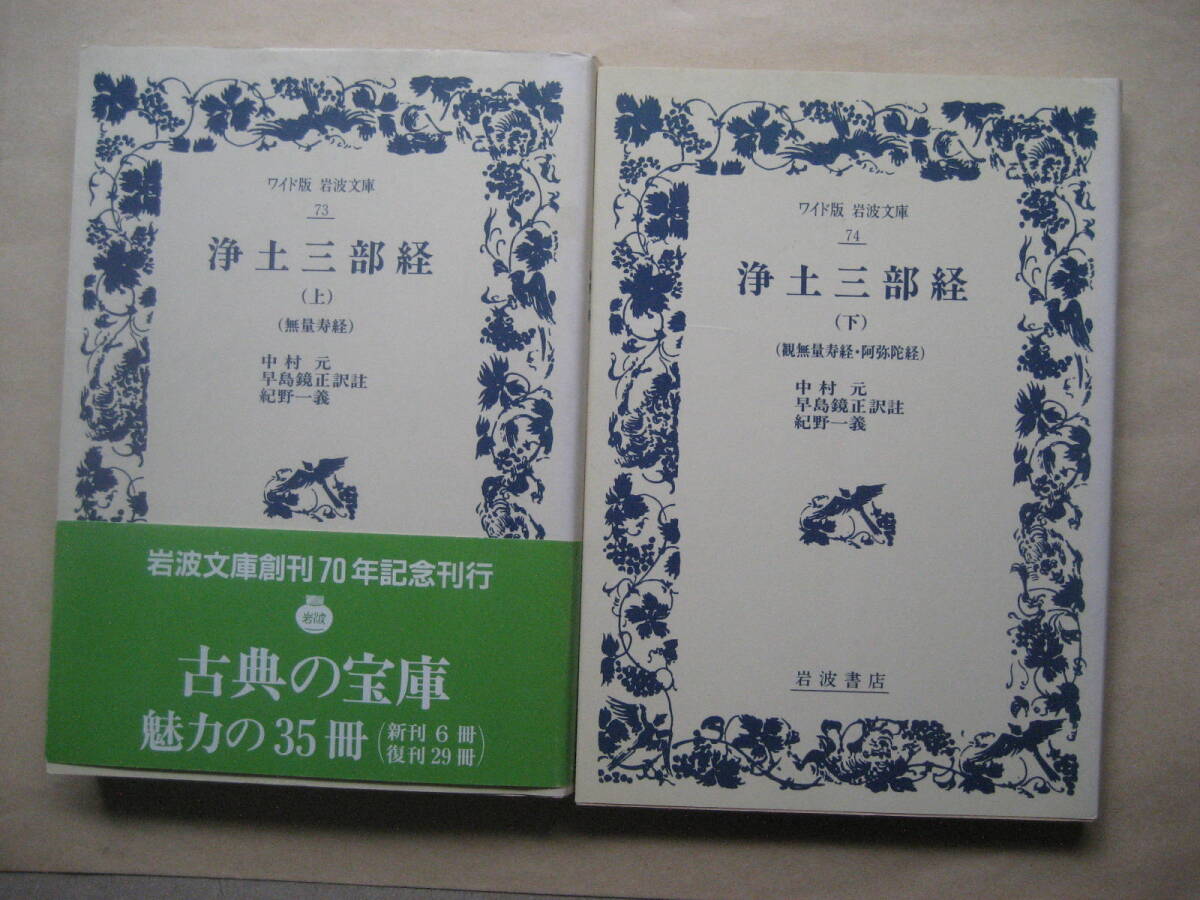 ワイド版 岩波文庫
73
浄土三部経
(上)
(無量寿経)
中村 元
早島鏡正訳註
紀野一義
岩波文庫創刊70年記念刊行
岩波
古典の宝庫
魅力の35冊(新刊 6 冊
復刊 29 冊)
ワイド版 岩波文庫
74
浄土三部経
(下)
(観無量寿経・阿弥陀経)
中村 元
早島鏡正訳註
紀野一義
岩波書店